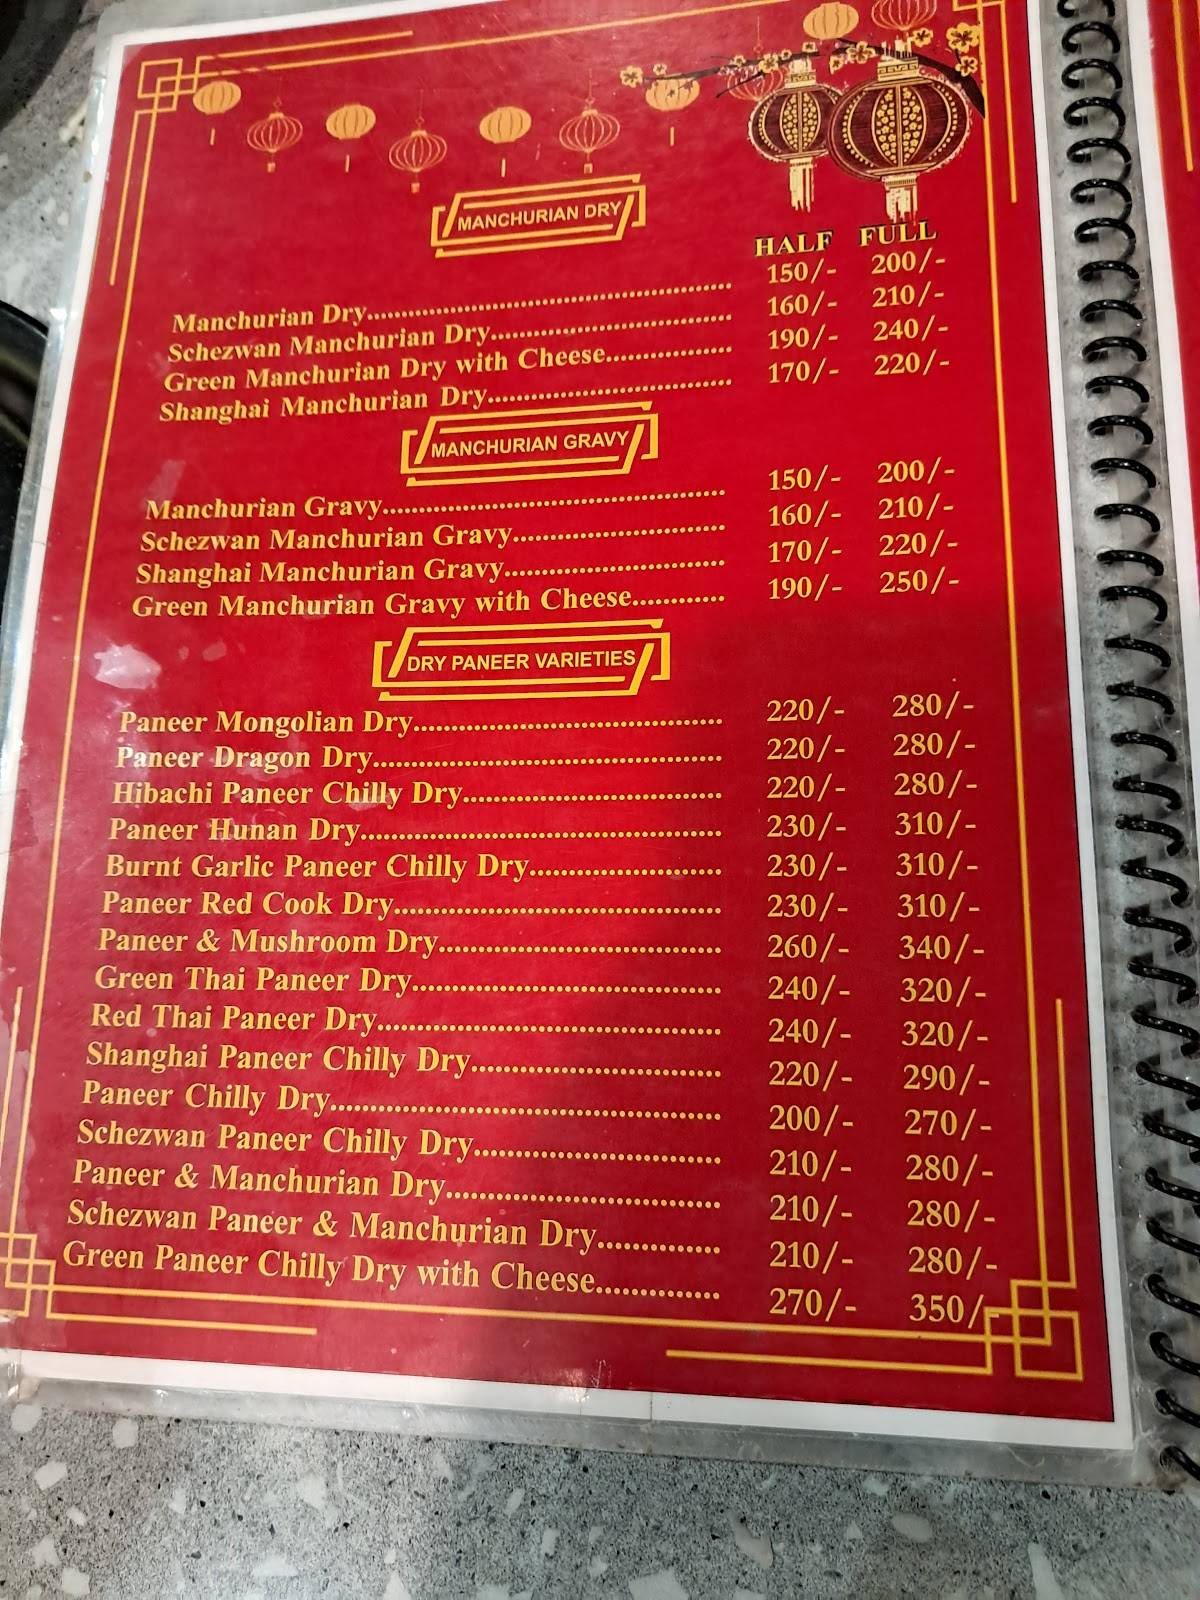 MANCHURIAN DRY
HALF FULL
Manchurian Dry.......... 150/- 200/-
Schezwan Manchurian Dry.......... 160/- 210/-
Green Manchurian Dry with Cheese.......... 190/- 240/-
Shanghai Manchurian Dry.......... 170/- 220/-
MANCHURIAN GRAVY
Manchurian Gravy.......... 150/- 200/-
Schezwan Manchurian Gravy.......... 160/- 210/-
Shanghai Manchurian Gravy.......... 170/- 220/-
Green Manchurian Gravy with Cheese.......... 190/- 250/-
DRY PANEER VARIETIES
Paneer Mongolian Dry.......... 220/- 280/-
Paneer Dragon Dry.......... 220/- 280/-
Hibachi Paneer Chilly Dry.......... 220/- 280/-
Paneer Hunan Dry.......... 230/- 310/-
Burnt Garlic Paneer Chilly Dry.......... 230/- 310/-
Paneer Red Cook Dry.......... 230/- 310/-
Paneer & Mushroom Dry.......... 260/- 340/-
Green Thai Paneer Dry.......... 240/- 320/-
Red Thai Paneer Dry.......... 240/- 320/-
Shanghai Paneer Chilly Dry.......... 220/- 290/-
Paneer Chilly Dry.......... 200/- 270/-
Schezwan Paneer Chilly Dry.......... 210/- 280/-
Paneer & Manchurian Dry.......... 210/- 280/-
Schezwan Paneer & Manchurian Dry.......... 210/- 280/-
Green Paneer Chilly Dry with Cheese.......... 270/- 350/-